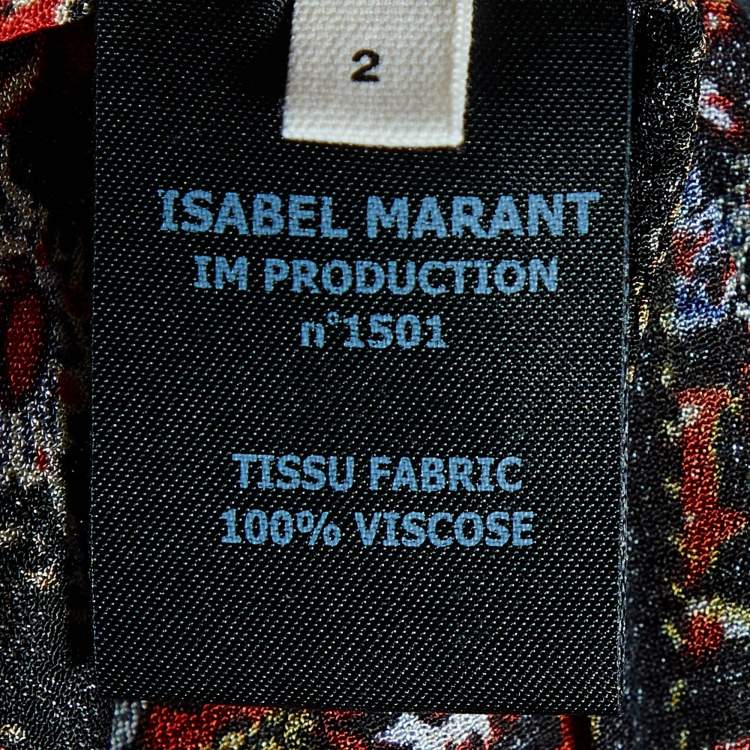 2
ISABEL MARANT
IM PRODUCTION
n°1501
TISSU FABRIC
100% VISCOSE